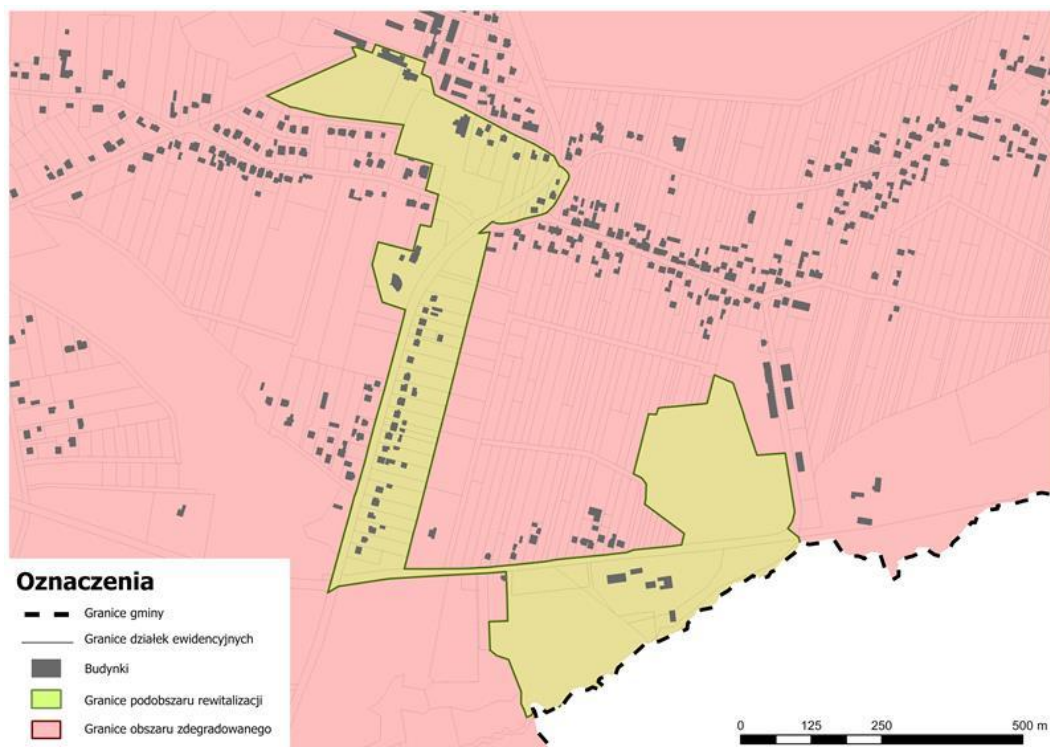 Oznaczenia
Granice gminy
Granice działek ewidencyjnych
Budynki
Granice podobszaru rewitalizacji
Granice obszaru zdegradowanego
0 125 250 500 m